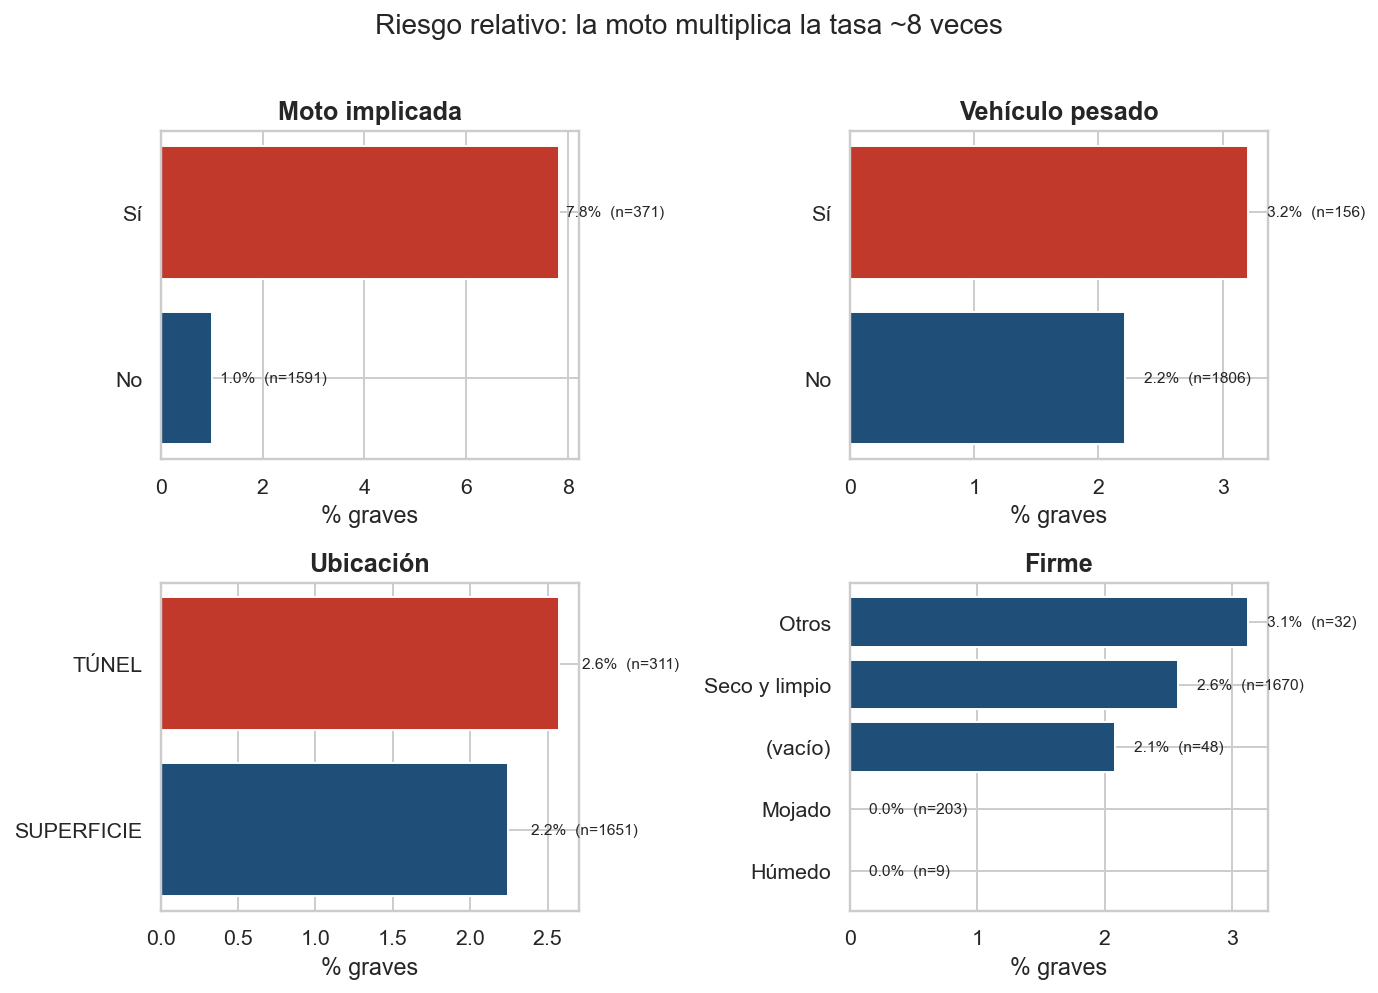 Riesgo relativo: la moto multiplica la tasa ~8 veces
Moto implicada
Sí
7.8%  (n=371)
No
1.0%  (n=1591)
0 2 4 6 8
% graves
Vehículo pesado
Sí
3.2%  (n=156)
No
2.2%  (n=1806)
0 1 2 3
% graves
Ubicación
TÚNEL
2.6%  (n=311)
SUPERFICIE
2.2%  (n=1651)
0.0 0.5 1.0 1.5 2.0 2.5
% graves
Firme
Otros
3.1%  (n=32)
Seco y limpio
2.6%  (n=1670)
(vacío)
2.1%  (n=48)
Mojado
0.0%  (n=203)
Húmedo
0.0%  (n=9)
0 1 2 3
% graves